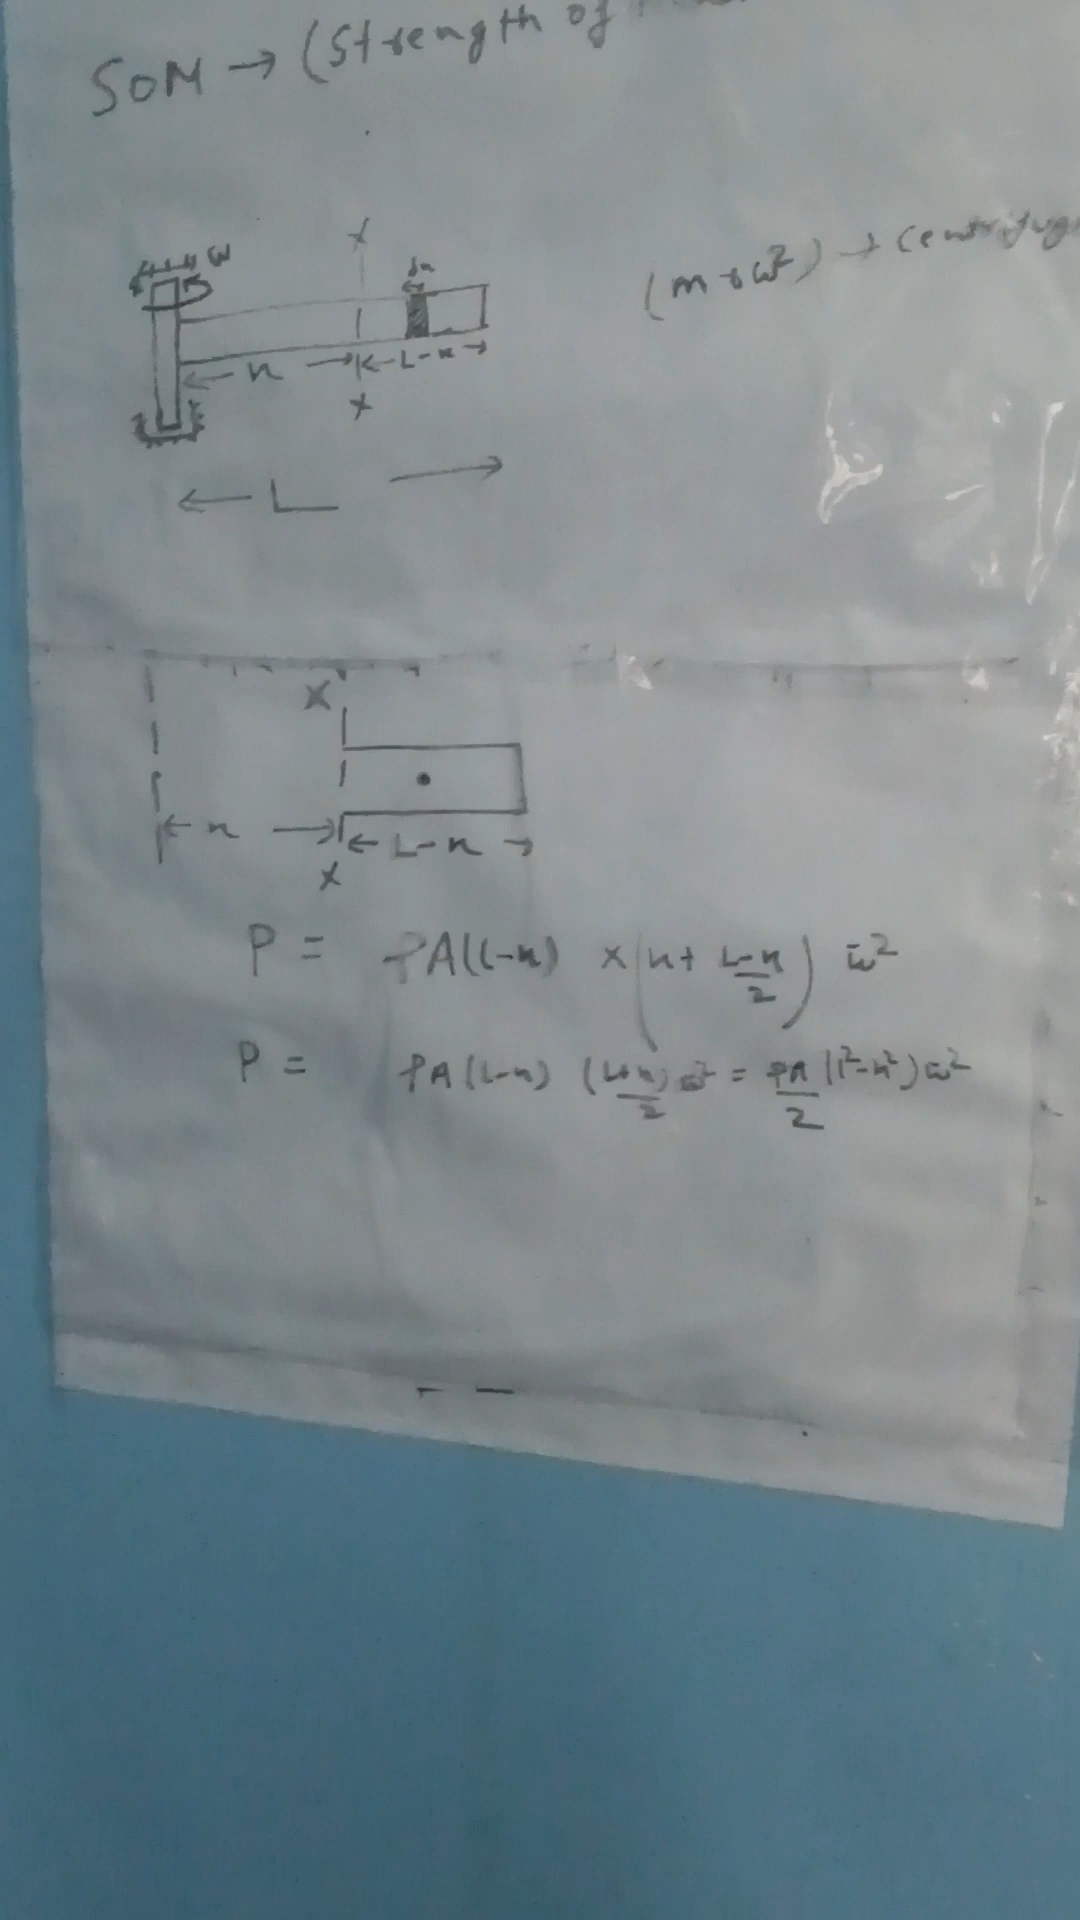 SOM → (Strength of
ω
X
dx
(m r ω²) → Centrifug
x
L-x
X
L
X
x
L-x
X
P = ρA(L-x) × (x + L-x/2) ω²
P = ρA(L-x) (L+x)/2 ω² = ρA/2 (L²-x²) ω²